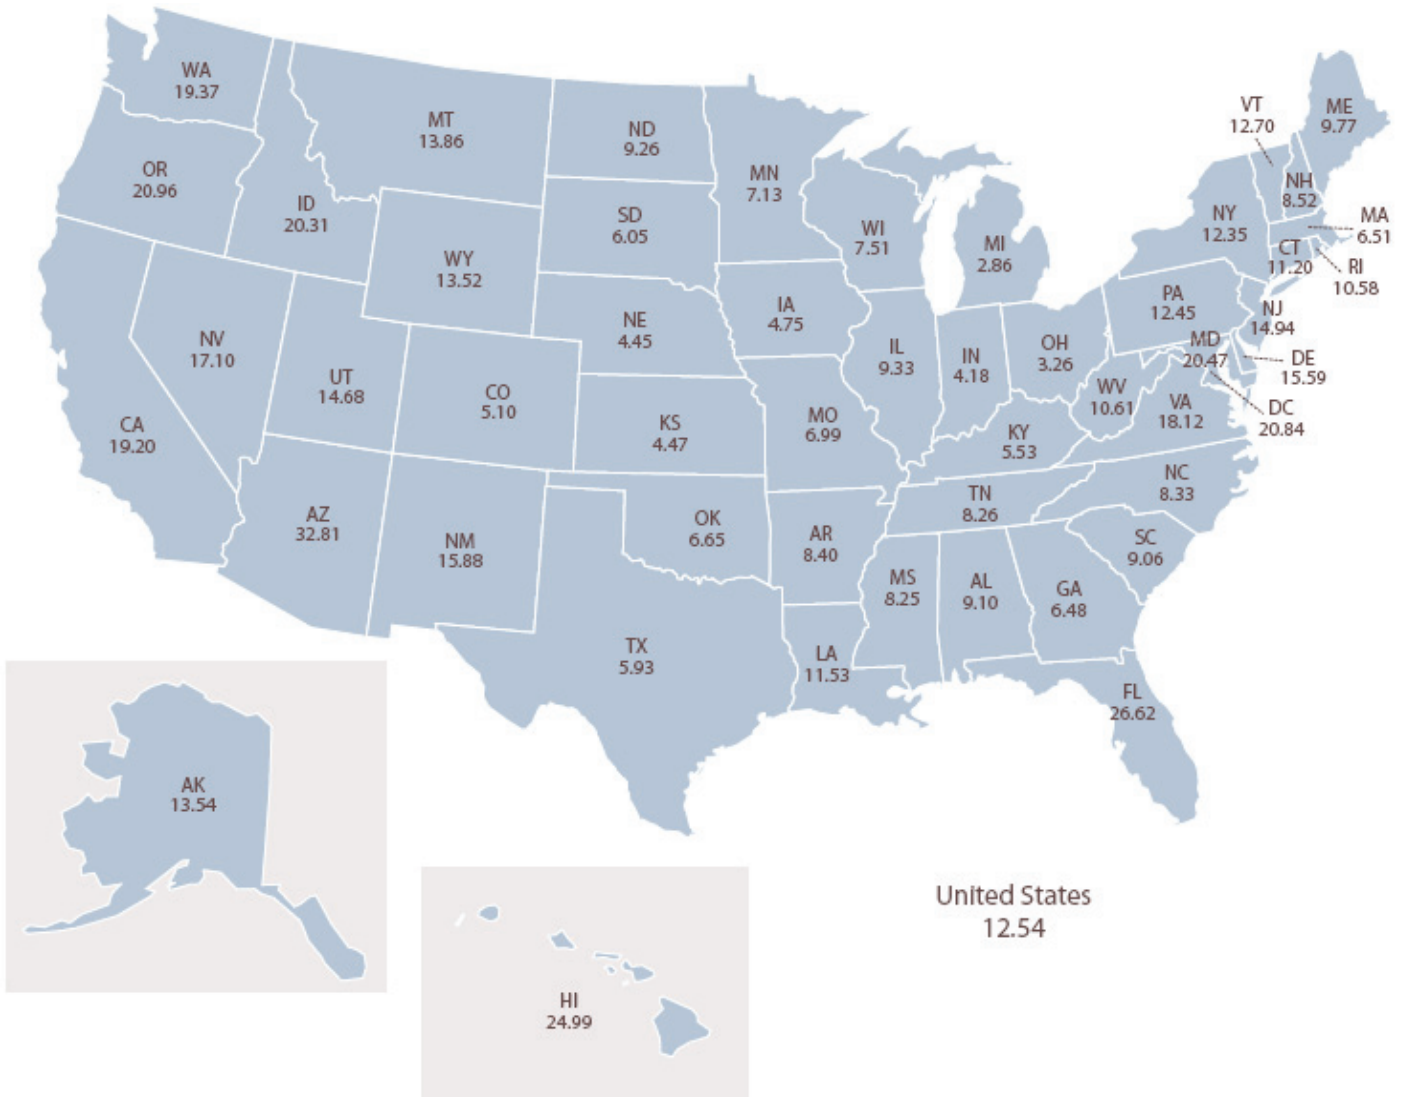 WA
19.37
MT
13.86
ND
9.26
MN
7.13
VT
12.70
ME
9.77
OR
20.96
ID
20.31
SD
6.05
WI
7.51
MI
2.86
NY
12.35
NH
8.52
MA
6.51
WY
13.52
IA
4.75
CT
11.20
RI
10.58
NE
4.45
PA
12.45
NJ
14.94
NV
17.10
UT
14.68
CO
5.10
IL
9.33
IN
4.18
OH
3.26
MD
20.47
DE
15.59
CA
19.20
KS
4.47
MO
6.99
WV
10.61
VA
18.12
DC
20.84
KY
5.53
AZ
32.81
NM
15.88
OK
6.65
AR
8.40
TN
8.26
NC
8.33
SC
9.06
MS
8.25
AL
9.10
GA
6.48
TX
5.93
LA
11.53
FL
26.62
AK
13.54
HI
24.99
United States
12.54